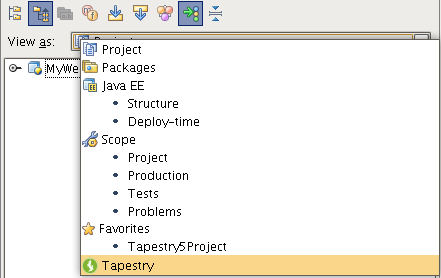 View as:
MyWe
Project
Packages
Java EE
Structure
Deploy-time
Scope
Project
Production
Tests
Problems
Favorites
Tapestry5Project
Tapestry